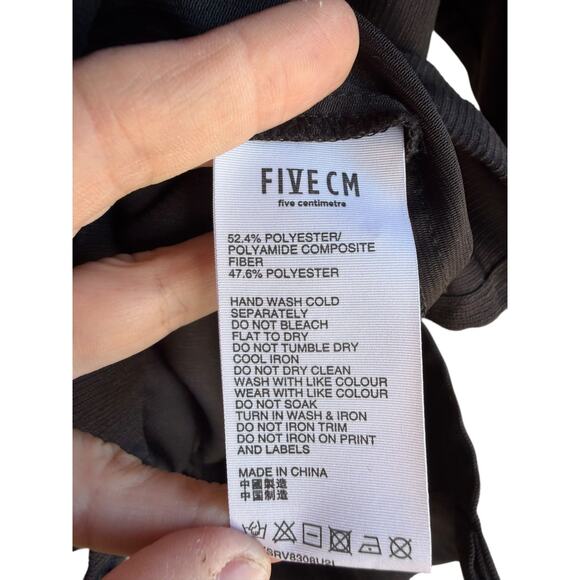 FIVE CM
five centimetre
52.4% POLYESTER/
POLYAMIDE COMPOSITE
FIBER
47.6% POLYESTER
HAND WASH COLD
SEPARATELY
DO NOT BLEACH
FLAT TO DRY
DO NOT TUMBLE DRY
COOL IRON
DO NOT DRY CLEAN
WASH WITH LIKE COLOUR
WEAR WITH LIKE COLOUR
DO NOT SOAK
TURN IN WASH & IRON
DO NOT IRON TRIM
DO NOT IRON ON PRINT
AND LABELS
MADE IN CHINA
中國製造
中国制造